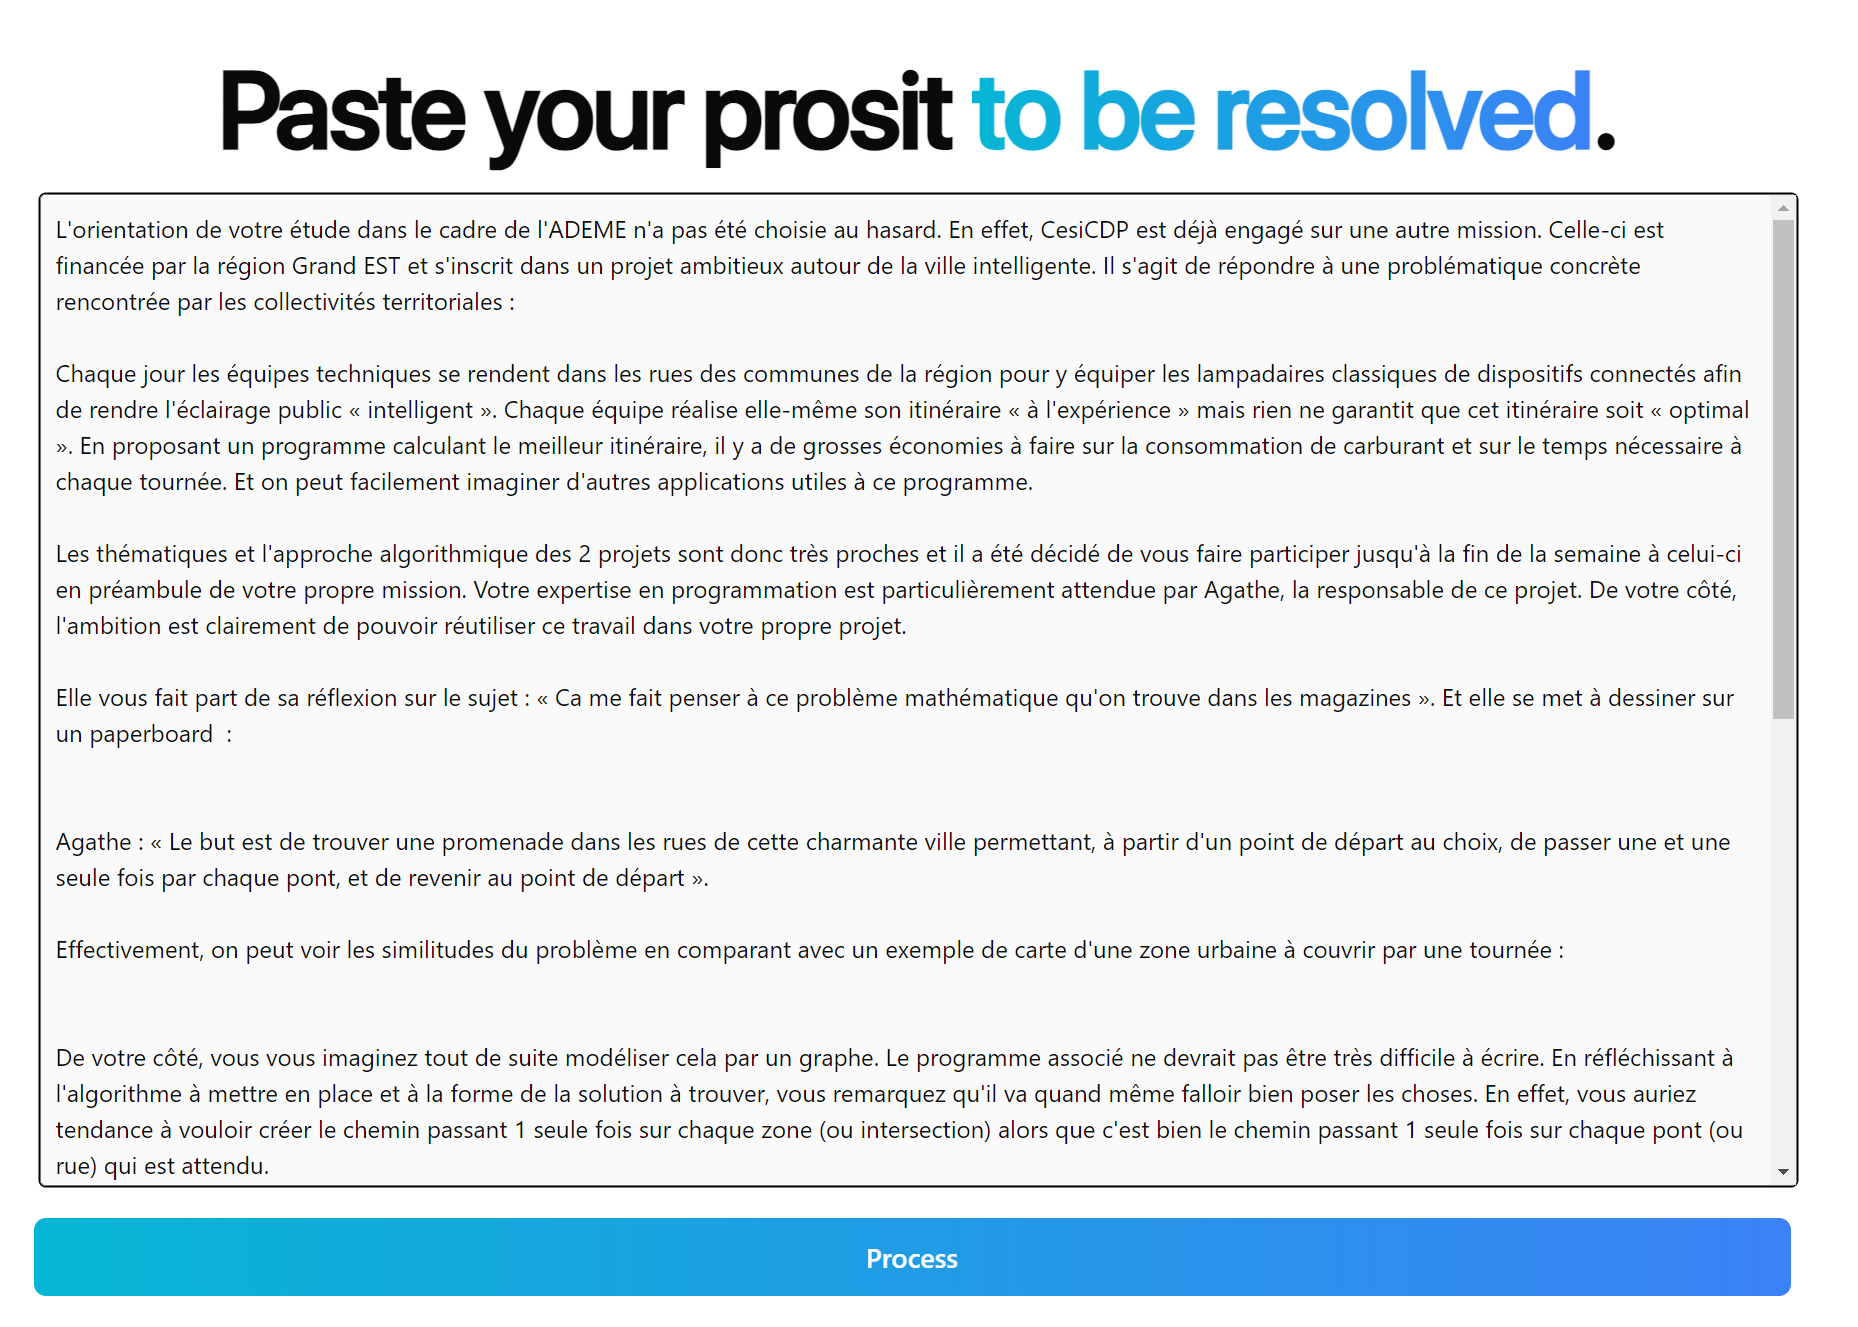 Paste your prosit to be resolved.
L'orientation de votre étude dans le cadre de l'ADEME n'a pas été choisie au hasard. En effet, CesiCDP est déjà engagé sur une autre mission. Celle-ci est
financée par la région Grand EST et s'inscrit dans un projet ambitieux autour de la ville intelligente. Il s'agit de répondre à une problématique concrète
rencontrée par les collectivités territoriales :
Chaque jour les équipes techniques se rendent dans les rues des communes de la région pour y équiper les lampadaires classiques de dispositifs connectés afin
de rendre l'éclairage public « intelligent ». Chaque équipe réalise elle-même son itinéraire « à l'expérience » mais rien ne garantit que cet itinéraire soit « optimal
». En proposant un programme calculant le meilleur itinéraire, il y a de grosses économies à faire sur la consommation de carburant et sur le temps nécessaire à
chaque tournée. Et on peut facilement imaginer d'autres applications utiles à ce programme.
Les thématiques et l'approche algorithmique des 2 projets sont donc très proches et il a été décidé de vous faire participer jusqu'à la fin de la semaine à celui-ci
en préambule de votre propre mission. Votre expertise en programmation est particulièrement attendue par Agathe, la responsable de ce projet. De votre côté,
l'ambition est clairement de pouvoir réutiliser ce travail dans votre propre projet.
Elle vous fait part de sa réflexion sur le sujet : « Ca me fait penser à ce problème mathématique qu'on trouve dans les magazines ». Et elle se met à dessiner sur
un paperboard  :
Agathe : « Le but est de trouver une promenade dans les rues de cette charmante ville permettant, à partir d'un point de départ au choix, de passer une et une
seule fois par chaque pont, et de revenir au point de départ ».
Effectivement, on peut voir les similitudes du problème en comparant avec un exemple de carte d'une zone urbaine à couvrir par une tournée :
De votre côté, vous vous imaginez tout de suite modéliser cela par un graphe. Le programme associé ne devrait pas être très difficile à écrire. En réfléchissant à
l'algorithme à mettre en place et à la forme de la solution à trouver, vous remarquez qu'il va quand même falloir bien poser les choses. En effet, vous auriez
tendance à vouloir créer le chemin passant 1 seule fois sur chaque zone (ou intersection) alors que c'est bien le chemin passant 1 seule fois sur chaque pont (ou
rue) qui est attendu.
Process